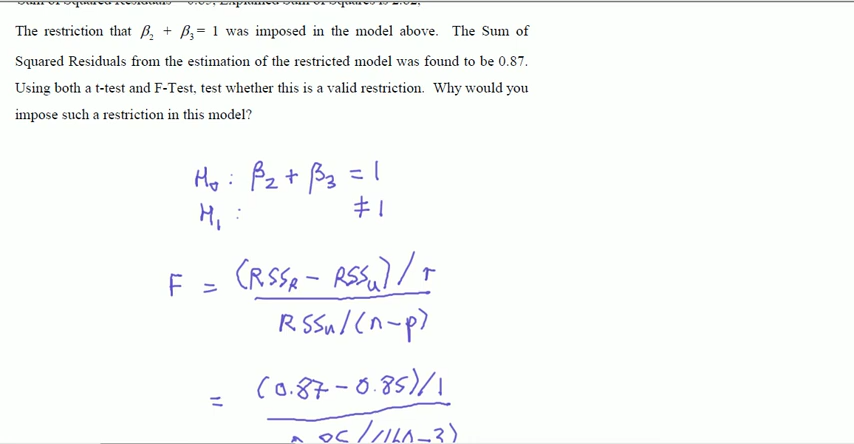 The restriction that β₂ + β₃ = 1 was imposed in the model above. The Sum of
Squared Residuals from the estimation of the restricted model was found to be 0.87.
Using both a t-test and F-Test, test whether this is a valid restriction. Why would you
impose such a restriction in this model?
H₀ : β₂ + β₃ = 1
H₁ : ≠ 1
F = (RSS_R − RSS_U) / r
RSS_U / (n−p)
= (0.87 − 0.85) / 1